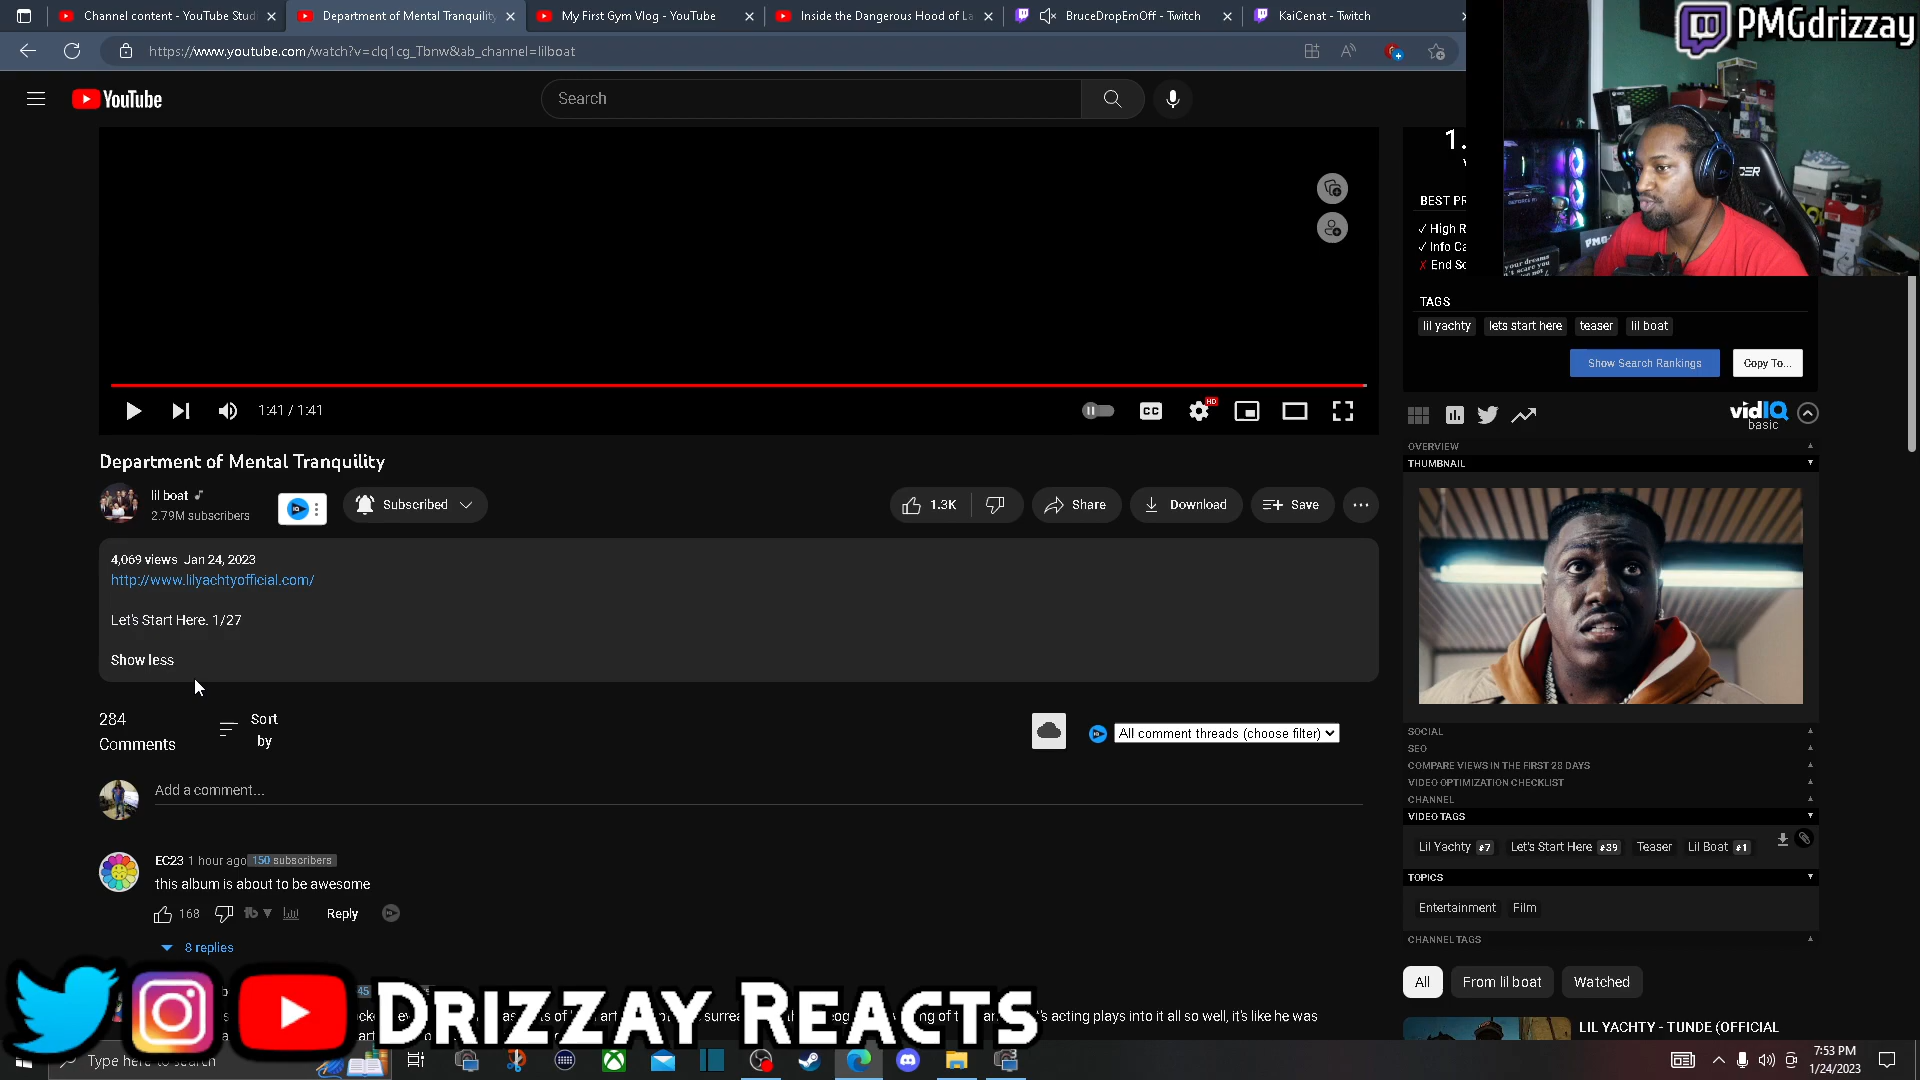 Channel content - YouTube Stud
Department of Mental Tranquility
My First Gym Vlog - YouTube
Inside the Dangerous Hood of La
BruceDropEmOff - Twitch
KaiCenat - Twitch
PMGdrizzay
https://www.youtube.com/watch?v=clq1cg_Tbnw&ab_channel=lilboat
YouTube
Search
1.
BEST PR
✓ High R
✓ Info Ca
✗ End Sc
TAGS
lil yachty
lets start here
teaser
lil boat
Show Search Rankings
Copy To...
1:41 / 1:41
CC
HD
vidIQ
basic
OVERVIEW
THUMBNAIL
Department of Mental Tranquility
lil boat
2.79M subscribers
Subscribed
1.3K
Share
Download
Save
4,069 views Jan 24, 2023
http://www.lilyachtyofficial.com/
Let's Start Here. 1/27
Show less
284
Comments
Sort
by
All comment threads (choose filter)
Add a comment...
EC23 1 hour ago 150 subscribers
this album is about to be awesome
168
Reply
8 replies
SOCIAL
SEO
COMPARE VIEWS IN THE FIRST 28 DAYS
VIDEO OPTIMIZATION CHECKLIST
CHANNEL
VIDEO TAGS
Lil Yachty #7
Let's Start Here #39
Teaser
Lil Boat #1
TOPICS
Entertainment
Film
CHANNEL TAGS
All
From lil boat
Watched
LIL YACHTY - TUNDE (OFFICIAL
acting plays into it all so well, it's like he was
DRIZZAY REACTS
Type here to search
7:53 PM
1/24/2023